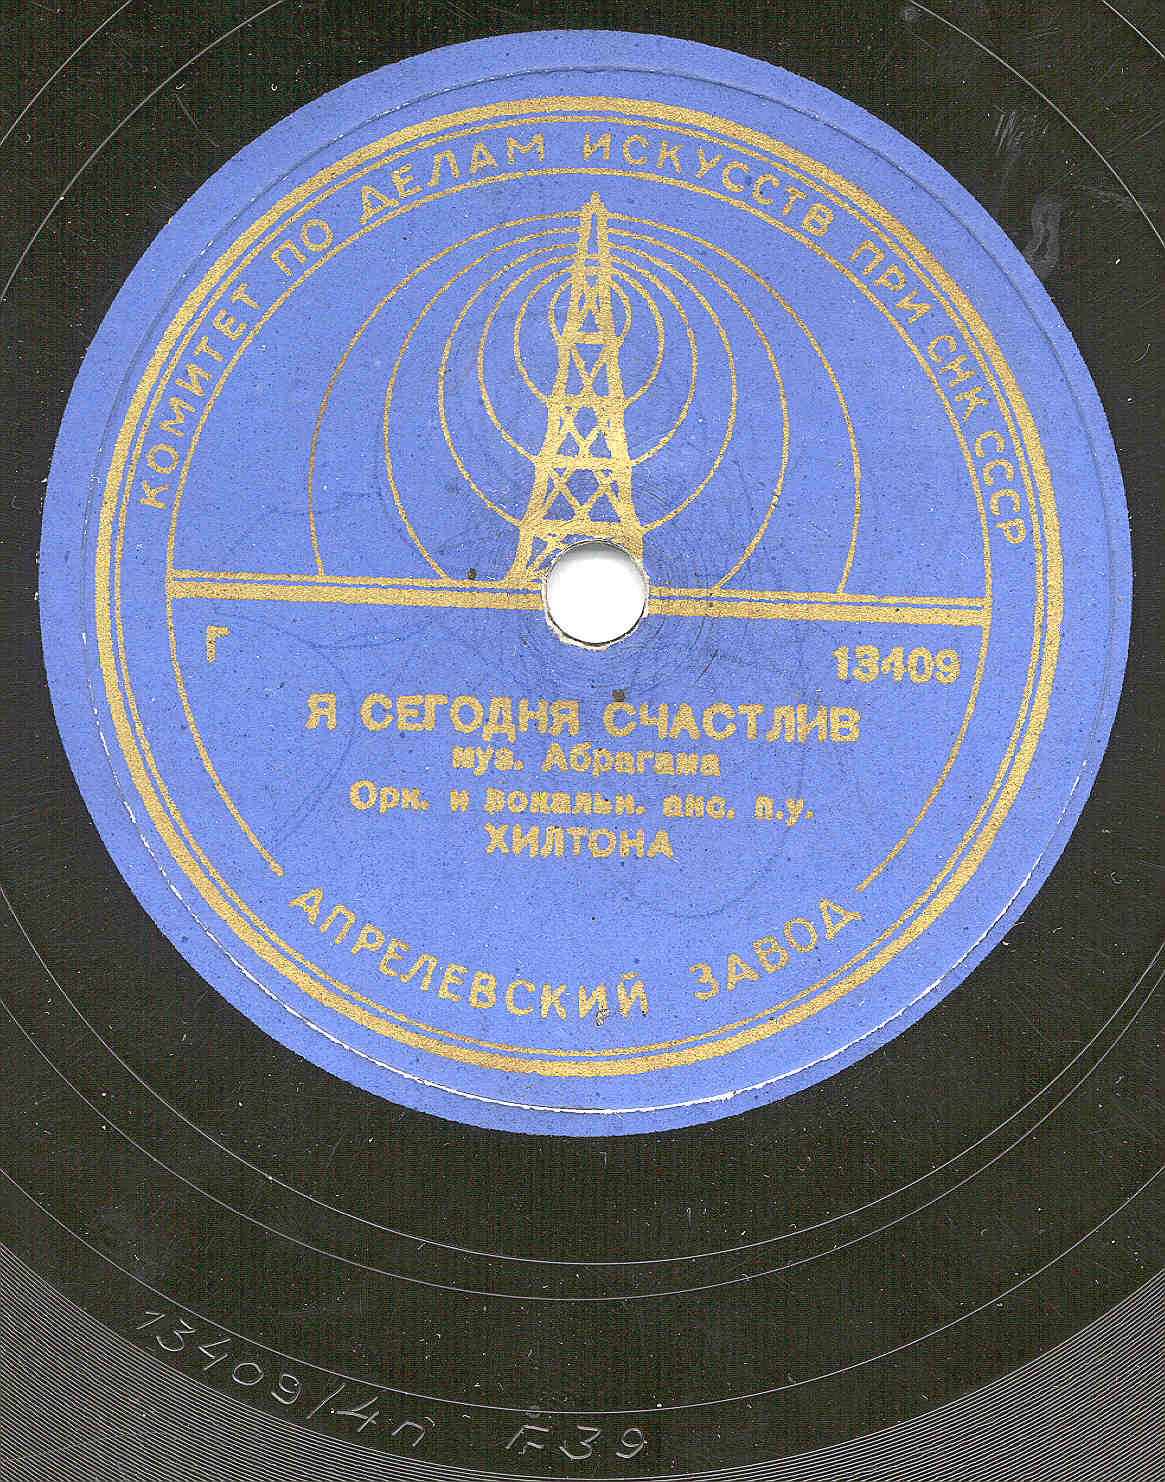 КОМИТЕТ ПО ДЕЛАМ ИСКУССТВ ПРИ СНК СССР
Г 13409
Я СЕГОДНЯ СЧАСТЛИВ
муз. Абрагама
Орк. и вокальн. анс. п.у.
ХИЛТОНА
АПРЕЛЕВСКИЙ ЗАВОД
13409/4п 39